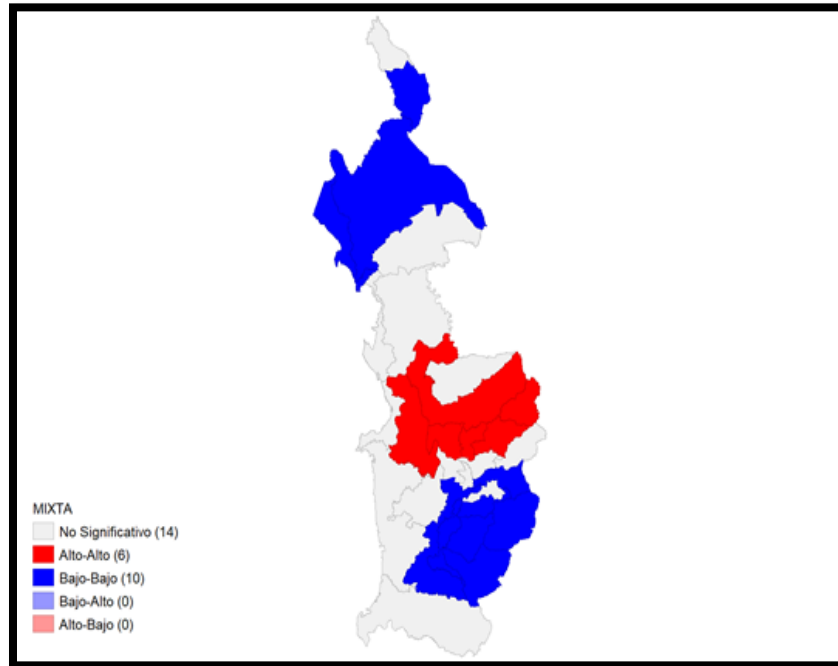 MIXTA
No Significativo (14)
Alto-Alto (6)
Bajo-Bajo (10)
Bajo-Alto (0)
Alto-Bajo (0)